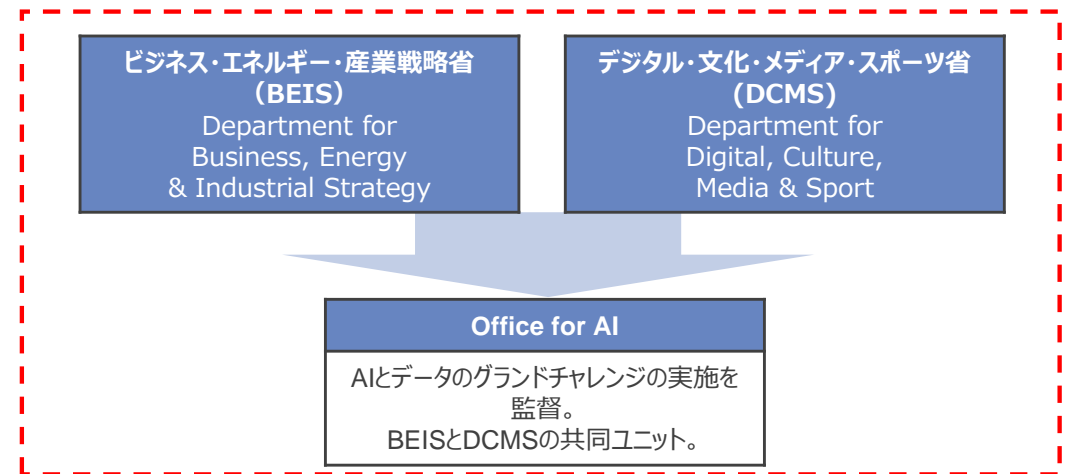 ビジネス・エネルギー・産業戦略省
（BEIS）
Department for
Business, Energy
& Industrial Strategy
デジタル・文化・メディア・スポーツ省
(DCMS)
Department for
Digital, Culture,
Media & Sport
Office for AI
AIとデータのグランドチャレンジの実施を
監督。
BEISとDCMSの共同ユニット。